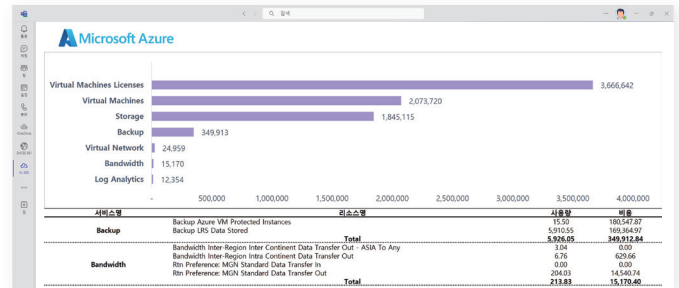 검색
Microsoft Azure
Virtual Machines Licenses 3,666,642
Virtual Machines 2,073,720
Storage 1,845,115
Backup 349,913
Virtual Network 24,959
Bandwidth 15,170
Log Analytics 12,354
- 500,000 1,000,000 1,500,000 2,000,000 2,500,000 3,000,000 3,500,000 4,000,000
서비스명 리소스명 사용량 비용
Backup Azure VM Protected Instances 15.50 180,547.87
Backup
Backup LRS Data Stored 5,910.55 169,364.97
Total 5,926.05 349,912.84
Bandwidth Inter-Region Inter Continent Data Transfer Out - ASIA To Any 3.04 0.00
Bandwidth Inter-Region Intra Continent Data Transfer Out 6.76 629.66
Bandwidth
Rtn Preference: MGN Standard Data Transfer In 0.00 0.00
Rtn Preference: MGN Standard Data Transfer Out 204.03 14,540.74
Total 213.83 15,170.40